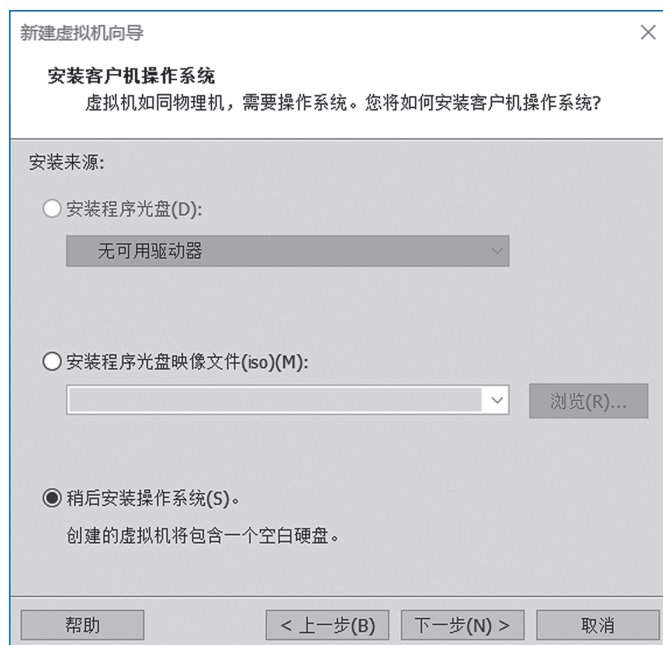 新建虚拟机向导
安装客户机操作系统
虚拟机如同物理机，需要操作系统。您将如何安装客户机操作系统?
安装来源:
安装程序光盘(D):
无可用驱动器
安装程序光盘映像文件(iso)(M):
浏览(R)...
稍后安装操作系统(S)。
创建的虚拟机将包含一个空白硬盘。
帮助 < 上一步(B) 下一步(N) > 取消